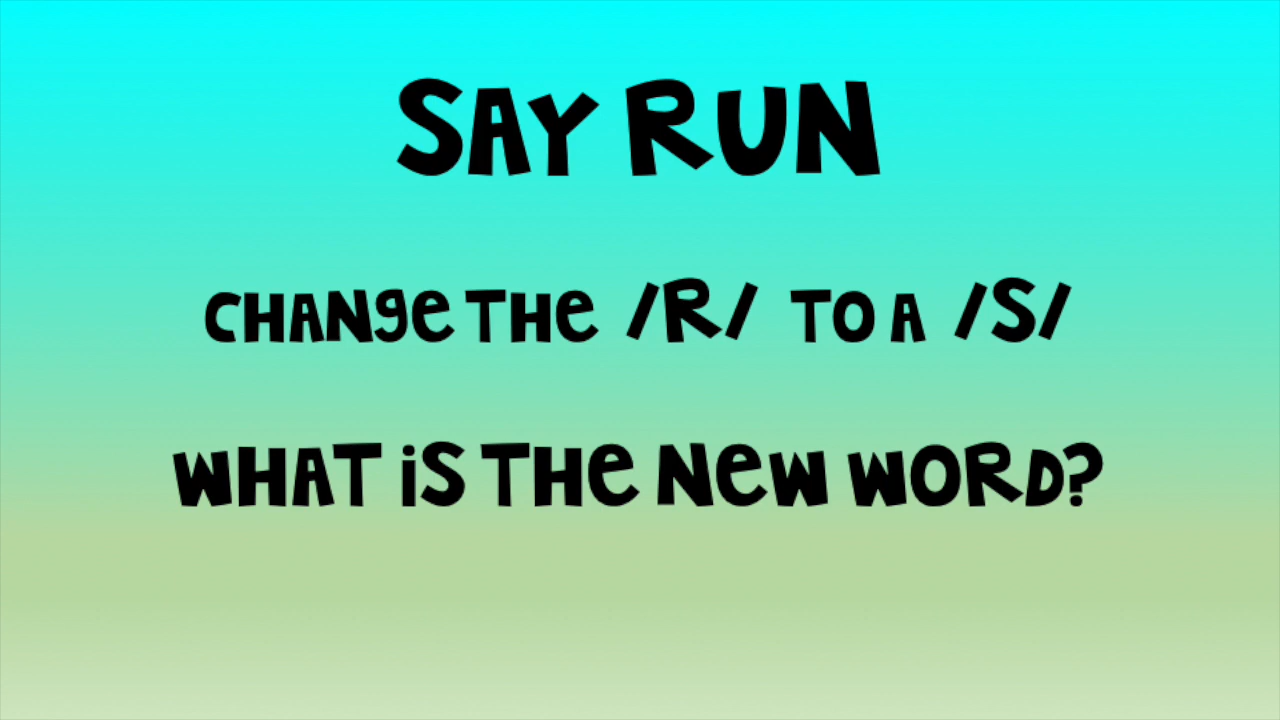 SAY RUN
CHANGE THE /R/ TO A /S/
WHAT iS THE NEW WORD?